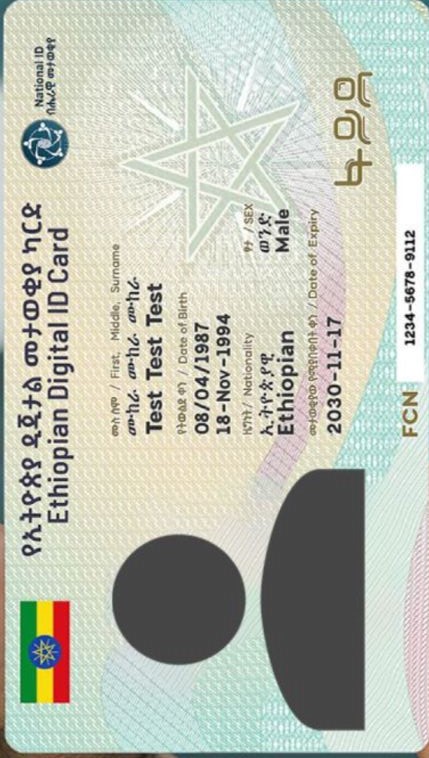 የኢትዮጵያ ዲጂታል መታወቂያ ካርድ
Ethiopian Digital ID Card
National ID
ብሔራዊ መታወቂያ
ሙሉ ስም / First, Middle, Surname
ሙከራ ሙከራ ሙከራ
Test Test Test
የትውልድ ቀን / Date of Birth
08/04/1987
18-Nov-1994
ዜግነት / Nationality
ኢትዮጵያዊ
Ethiopian
ፆታ / SEX
ወንድ
Male
መታወቂያው የሚያበቃበት ቀን / Date of Expiry
2030-11-17
ፋይዳ
FCN 1234-5678-9112